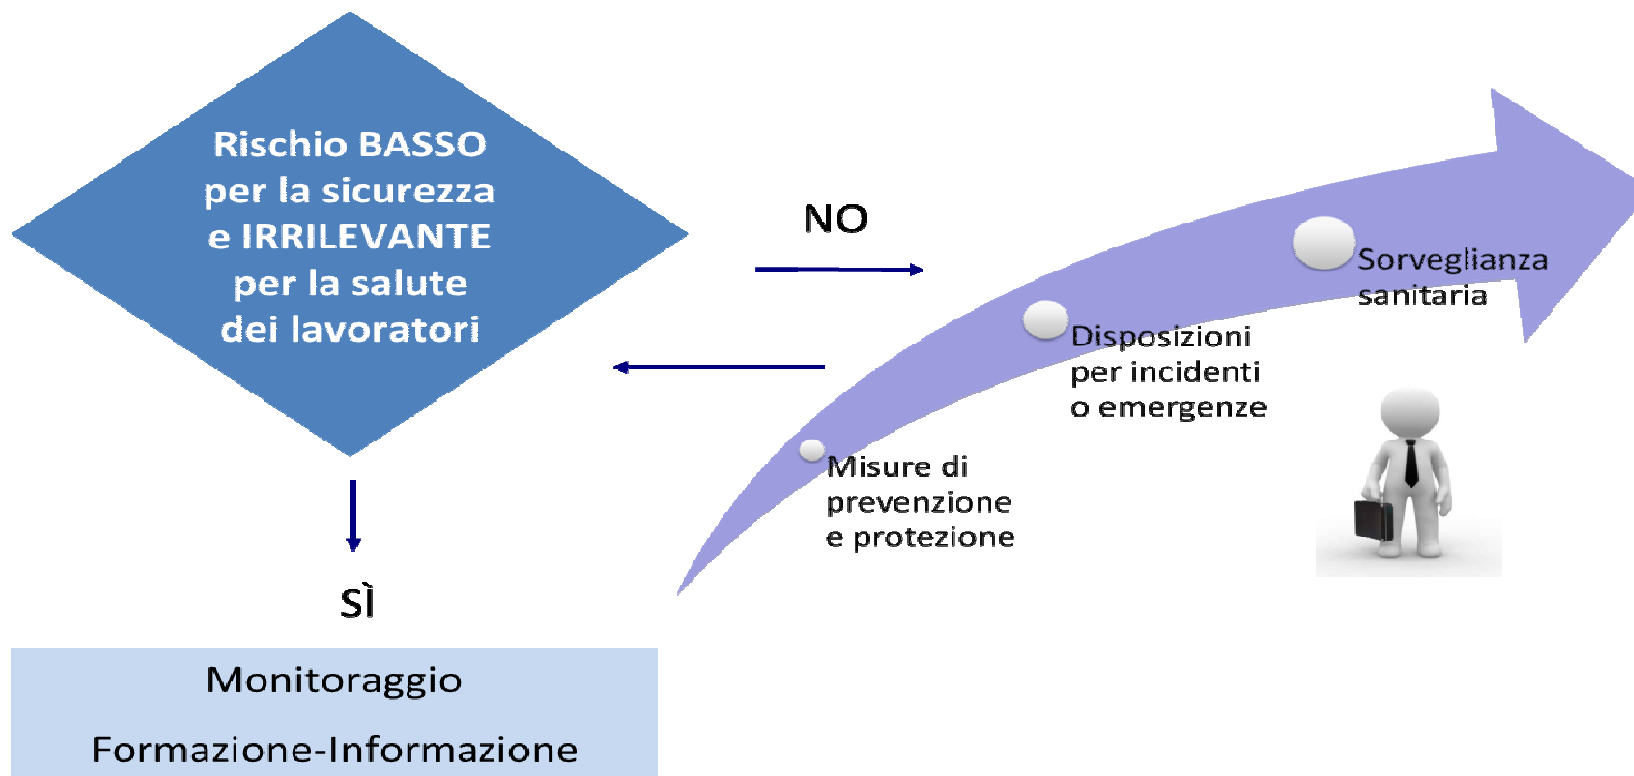 Rischio BASSO
per la sicurezza
e IRRILEVANTE
per la salute
dei lavoratori
NO
SÌ
Monitoraggio
Formazione-Informazione
Misure di
prevenzione
e protezione
Disposizioni
per incidenti
o emergenze
Sorveglianza
sanitaria